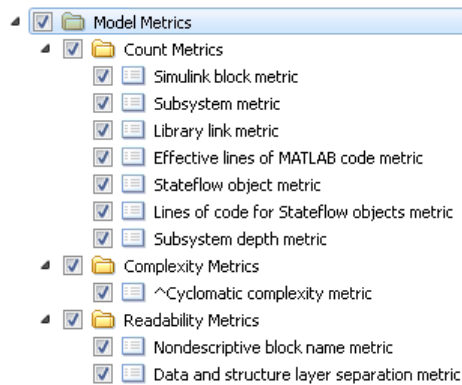 Model Metrics
Count Metrics
Simulink block metric
Subsystem metric
Library link metric
Effective lines of MATLAB code metric
Stateflow object metric
Lines of code for Stateflow objects metric
Subsystem depth metric
Complexity Metrics
^Cyclomatic complexity metric
Readability Metrics
Nondescriptive block name metric
Data and structure layer separation metric